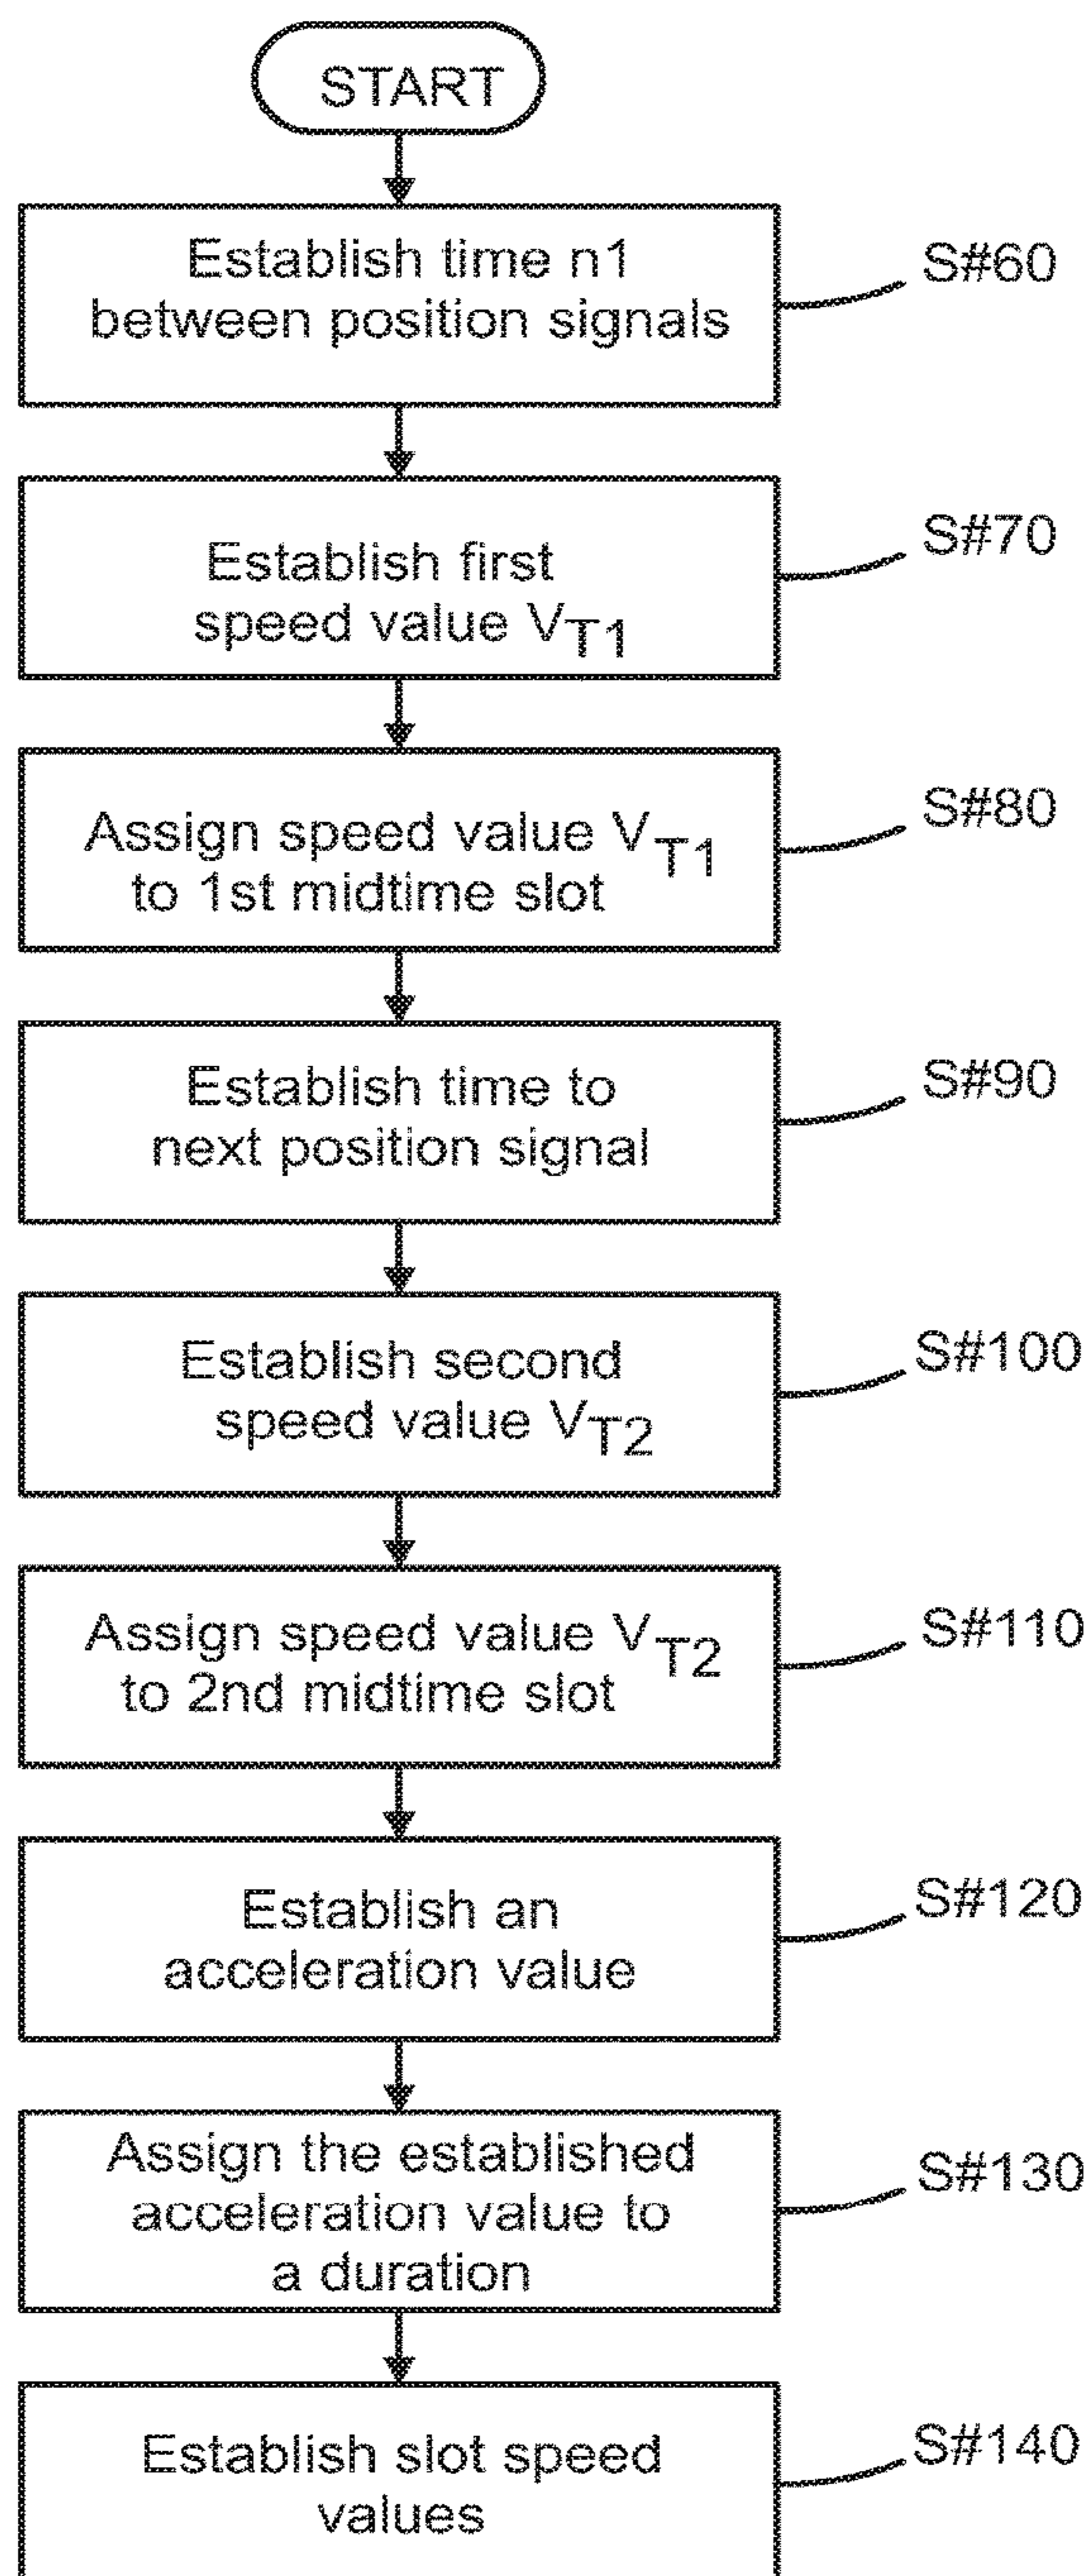 START
Establish time n1
between position signals
S#60
Establish first
speed value VT1
S#70
Assign speed value VT1
to 1st midtime slot
S#80
Establish time to
next position signal
S#90
Establish second
speed value VT2
S#100
Assign speed value VT2
to 2nd midtime slot
S#110
Establish an
acceleration value
S#120
Assign the established
acceleration value to
a duration
S#130
Establish slot speed
values
S#140